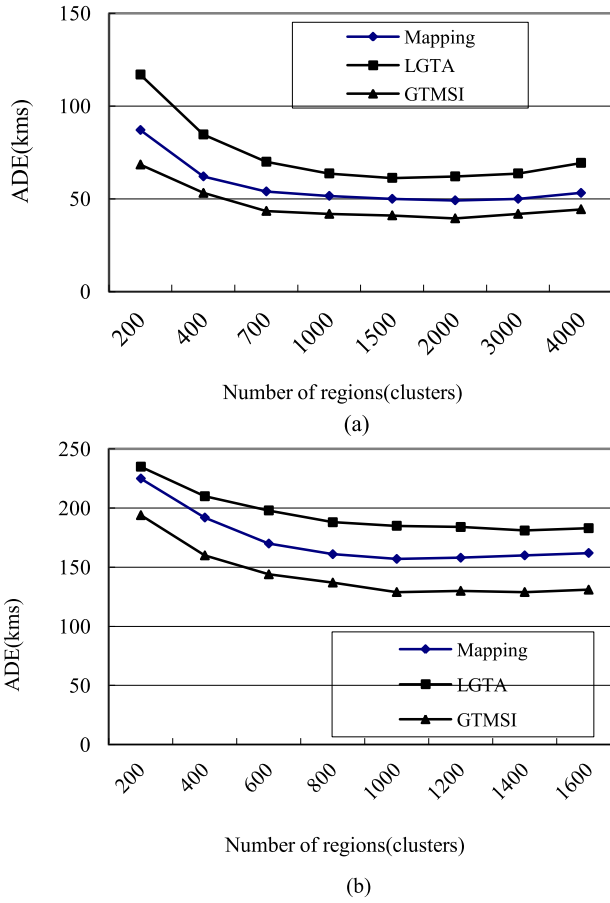 150
100
50
0
ADE(kms)
Mapping
LGTA
GTMSI
200 400 700 1000 1500 2000 3000 4000
Number of regions(clusters)
(a)
250
200
150
100
50
0
ADE(kms)
Mapping
LGTA
GTMSI
200 400 600 800 1000 1200 1400 1600
Number of regions(clusters)
(b)